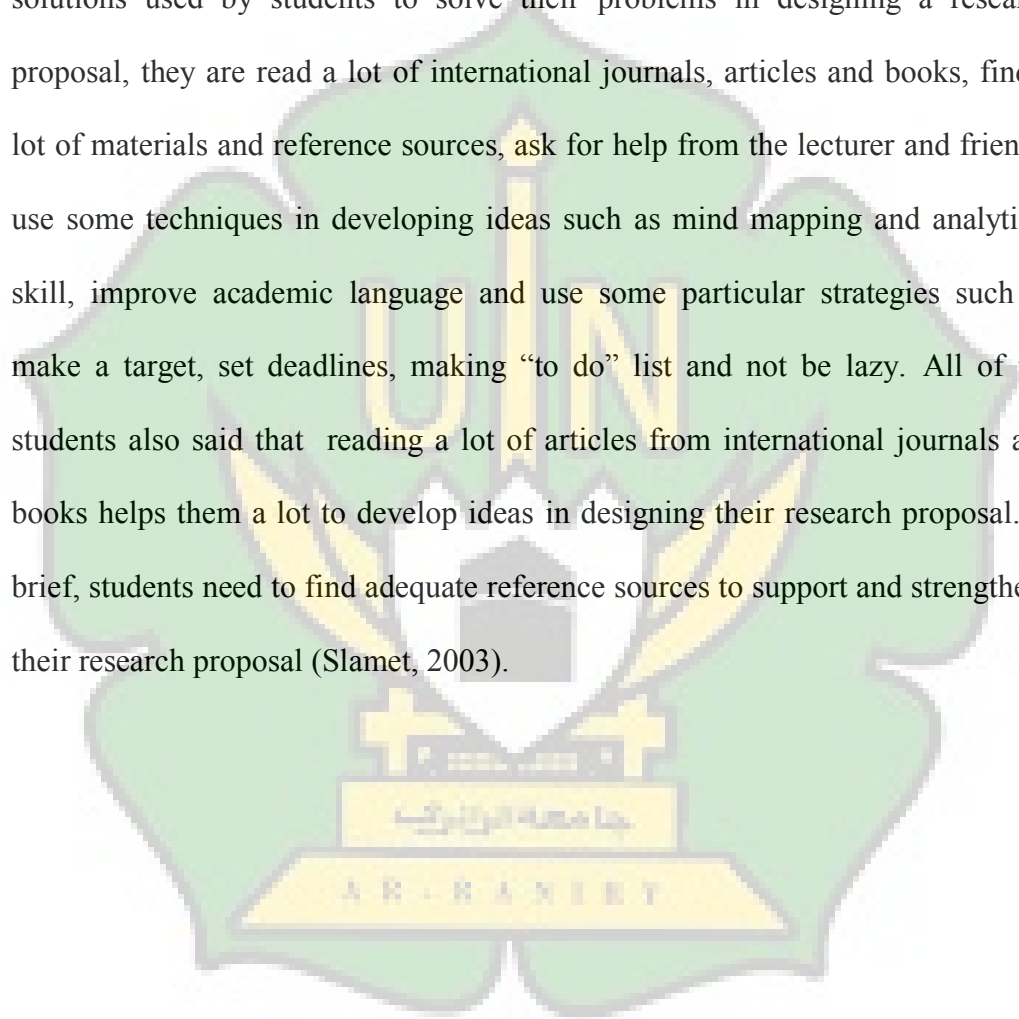 solutions used by students to solve their problems in designing a resear
proposal, they are read a lot of international journals, articles and books, find
lot of materials and reference sources, ask for help from the lecturer and frien
use some techniques in developing ideas such as mind mapping and analyti
skill, improve academic language and use some particular strategies such
make a target, set deadlines, making “to do” list and not be lazy. All of
students also said that reading a lot of articles from international journals a
books helps them a lot to develop ideas in designing their research proposal.
brief, students need to find adequate reference sources to support and strengthe
their research proposal (Slamet, 2003).
UIN
جامعة الرانيري
AR-RANIRY